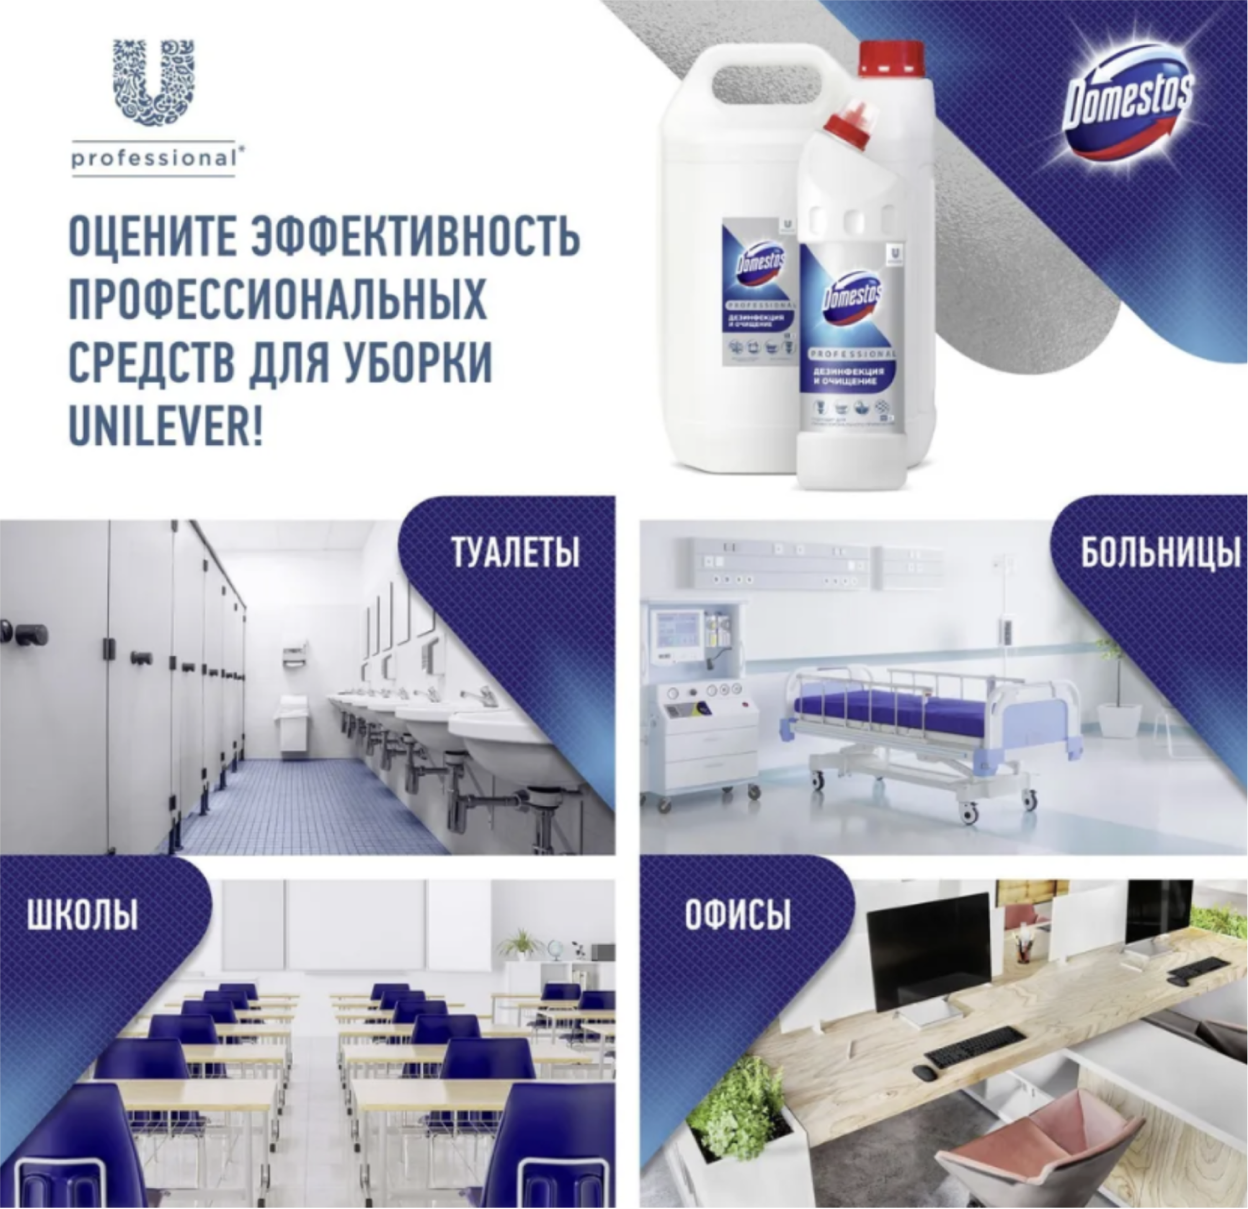 U
professional*
Domestos
ОЦЕНИТЕ ЭФФЕКТИВНОСТЬ
ПРОФЕССИОНАЛЬНЫХ
СРЕДСТВ ДЛЯ УБОРКИ
UNILEVER!
Domestos
PROFESSIONAL
ДЕЗИНФЕКЦИЯ
И ОЧИЩЕНИЕ
Domestos
PROFESSIONAL
ДЕЗИНФЕКЦИЯ
И ОЧИЩЕНИЕ
ТУАЛЕТЫ
БОЛЬНИЦЫ
ШКОЛЫ
ОФИСЫ